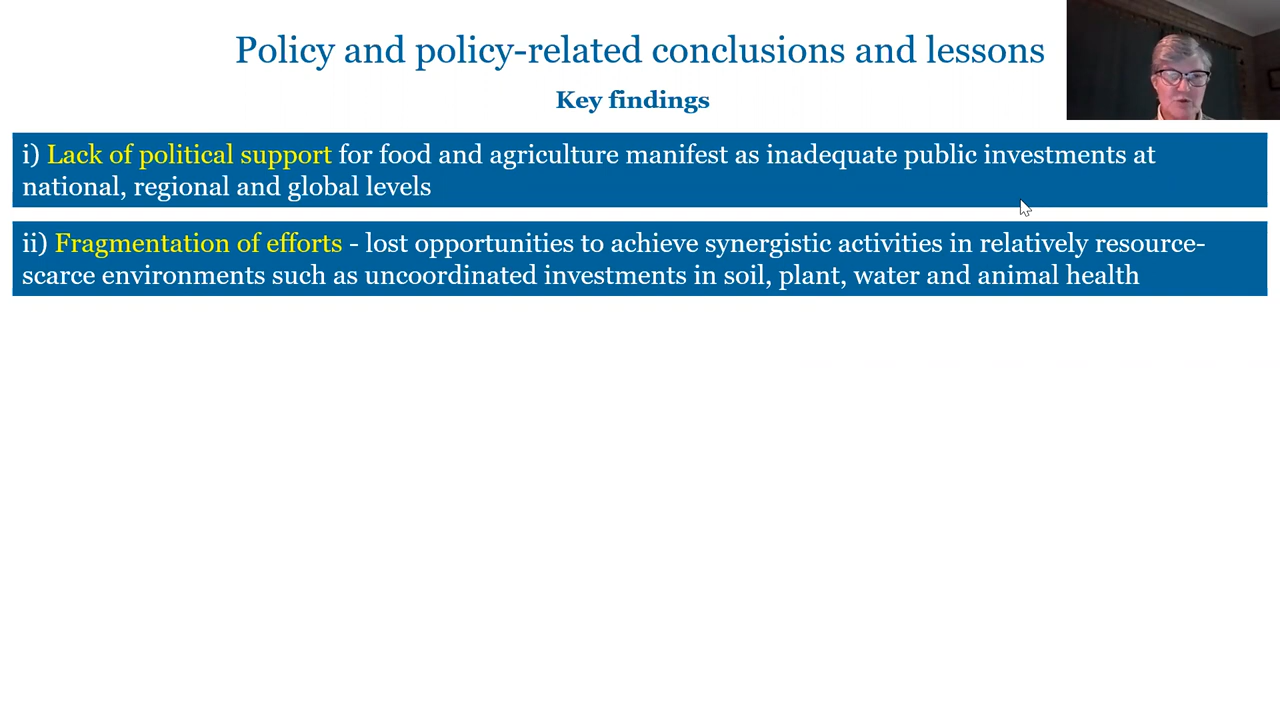 Policy and policy-related conclusions and lessons
Key findings
i) Lack of political support for food and agriculture manifest as inadequate public investments at
national, regional and global levels
ii) Fragmentation of efforts - lost opportunities to achieve synergistic activities in relatively resource-
scarce environments such as uncoordinated investments in soil, plant, water and animal health